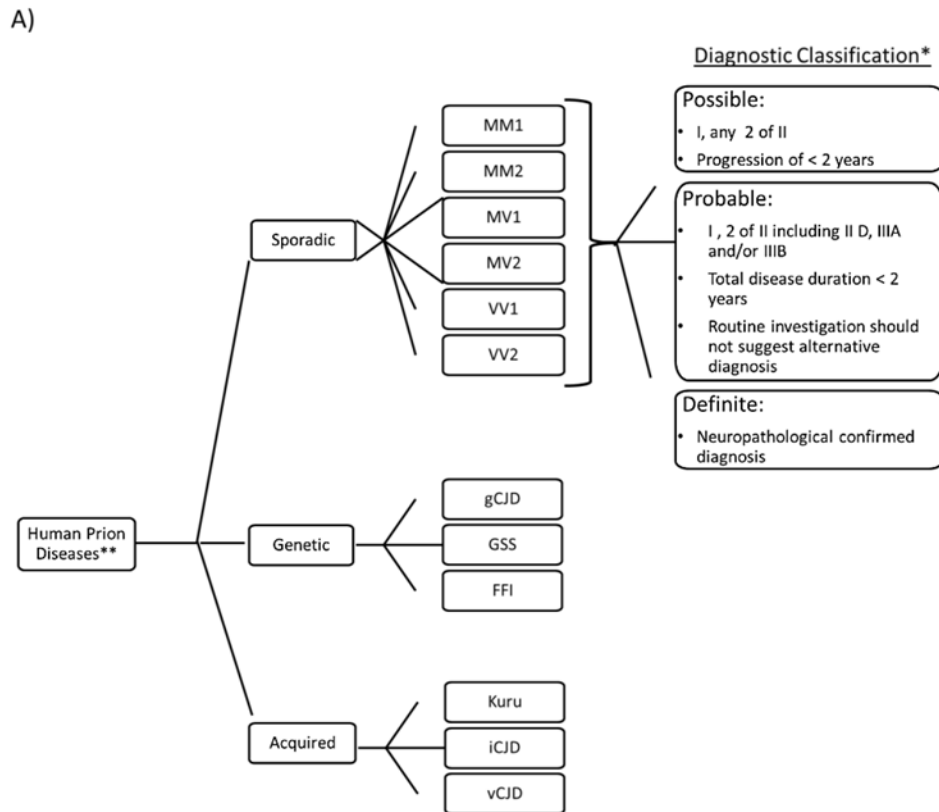 A)
Diagnostic Classification*
Possible:
• I, any 2 of II
• Progression of < 2 years
Probable:
• I , 2 of II including II D, IIIA
and/or IIIB
• Total disease duration < 2
years
• Routine investigation should
not suggest alternative
diagnosis
Definite:
• Neuropathological confirmed
diagnosis
MM1
MM2
MV1
MV2
VV1
VV2
Sporadic
gCJD
GSS
FFI
Genetic
Human Prion
Diseases**
Kuru
iCJD
vCJD
Acquired